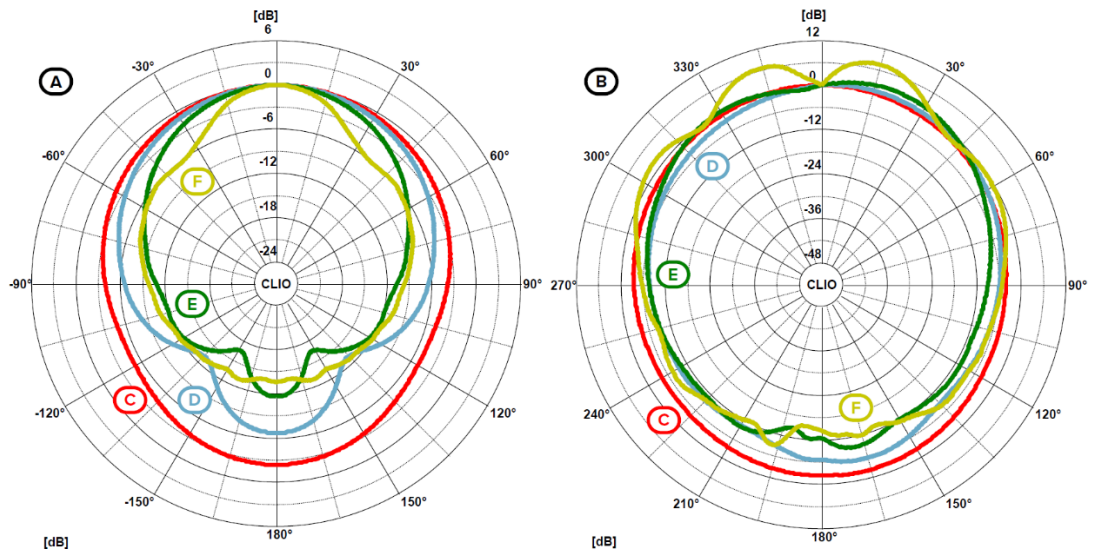 [dB]
6
A
-30°
30°
0
-6
-60°
60°
-12
F
-18
-24
-90°
CLIO
90°
E
C
D
-120°
120°
-150°
150°
180°
[dB]
[dB]
12
B
330°
30°
0
-12
300°
60°
D
-24
-36
-48
E
270°
CLIO
90°
F
C
240°
120°
210°
150°
180°
[dB]